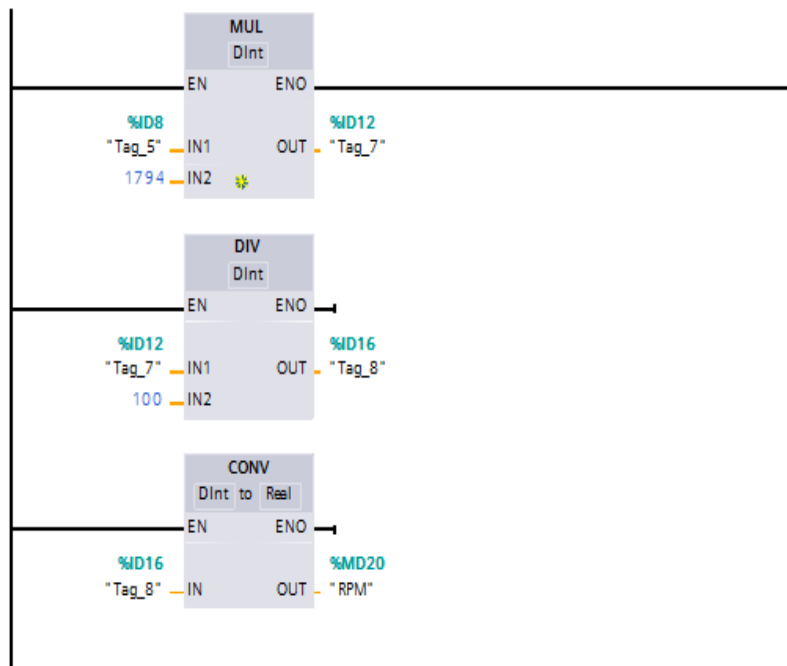 MUL
DInt
EN ENO
%ID8 %ID12
"Tag_5" IN1 OUT "Tag_7"
1794 IN2
DIV
DInt
EN ENO
%ID12 %ID16
"Tag_7" IN1 OUT "Tag_8"
100 IN2
CONV
DInt to Real
EN ENO
%ID16 %MD20
"Tag_8" IN OUT "RPM"